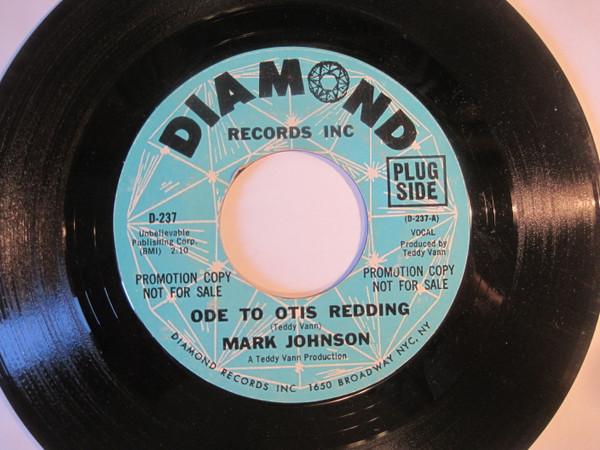 DIAMOND
RECORDS INC
PLUG
SIDE
D-237
Unbelievable
Publishing Corp.
(BMI) 2:10
(D-237-A)
VOCAL
Produced by
Teddy Vann
PROMOTION COPY
NOT FOR SALE
PROMOTION COPY
NOT FOR SALE
ODE TO OTIS REDDING
(Teddy Vann)
MARK JOHNSON
A Teddy Vann Production
DIAMOND RECORDS INC 1650 BROADWAY NYC, NY